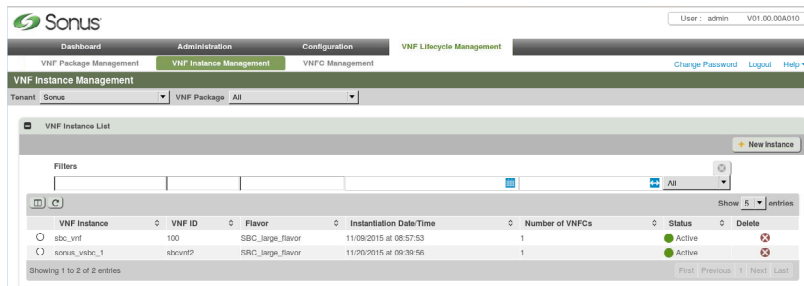 Sonus
User : admin V01.00.00A010
Dashboard Administration Configuration VNF Lifecycle Management
VNF Package Management VNF Instance Management VNFC Management Change Password Logout Help
VNF Instance Management
Tenant Sonus VNF Package All
VNF Instance List
New Instance
Filters
All
Show 5 entries
VNF Instance VNF ID Flavor Instantiation Date/Time Number of VNFCs Status Delete
sbc_vnf 100 SBC_large_flavor 11/09/2015 at 08:57:53 1 Active
sonus_vsbc_1 sbcvnf2 SBC_large_flavor 11/20/2015 at 09:39:56 1 Active
Showing 1 to 2 of 2 entries First Previous 1 Next Last